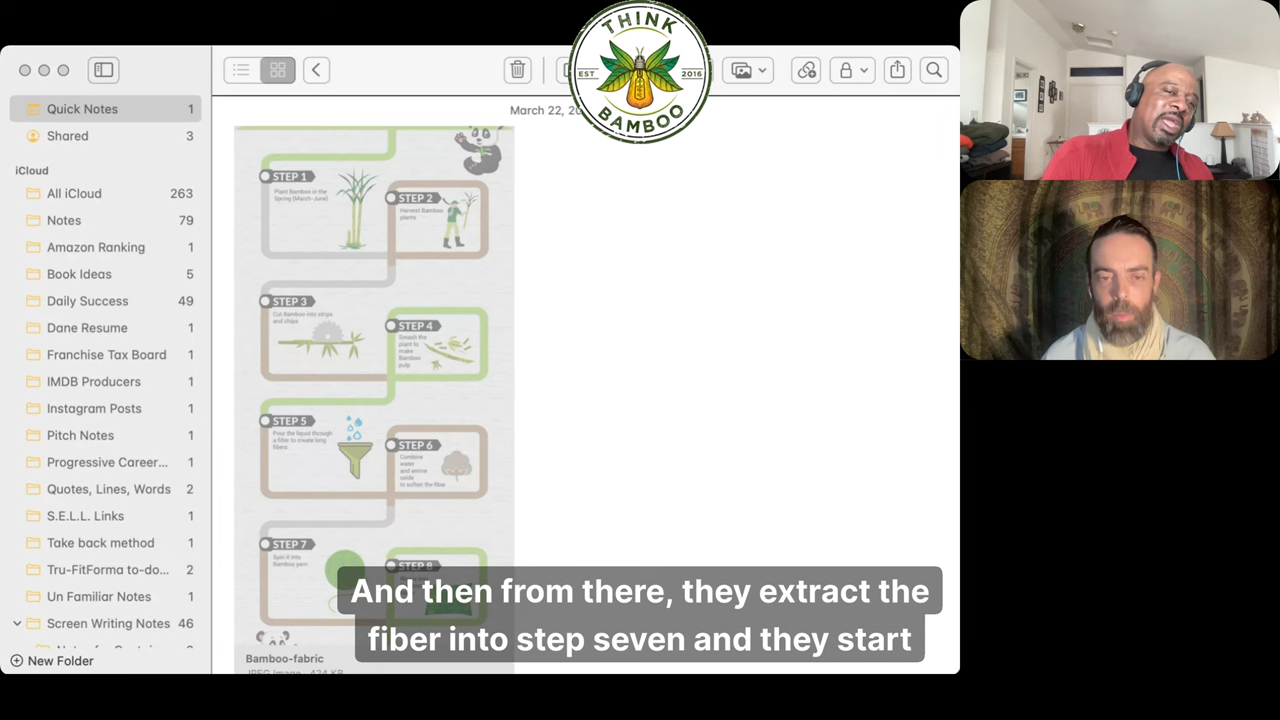 THINK
EST
2016
BAMBOO
Quick Notes 1
Shared 3
iCloud
All iCloud 263
Notes 79
Amazon Ranking 1
Book Ideas 5
Daily Success 49
Dane Resume 1
Franchise Tax Board 1
IMDB Producers 1
Instagram Posts 1
Pitch Notes 1
Progressive Career... 1
Quotes, Lines, Words 2
S.E.L.L. Links 1
Take back method 1
Tru-FitForma to-do... 2
Un Familiar Notes 1
Screen Writing Notes 46
New Folder
March 22, 20
STEP 1
Plant Bamboo in the
Spring (March-June)
STEP 2
Harvest Bamboo
plants
STEP 3
Cut Bamboo into strips
and chips
STEP 4
Smash the
plant to
make
Bamboo
pulp
STEP 5
Pour the liquid through
a filter to create long
fibers
STEP 6
Combine
water
and amine
oxide
to soften the fibre
STEP 7
Spin it into
Bamboo yarn
STEP 8
Bamboo-fabric
And then from there, they extract the
fiber into step seven and they start